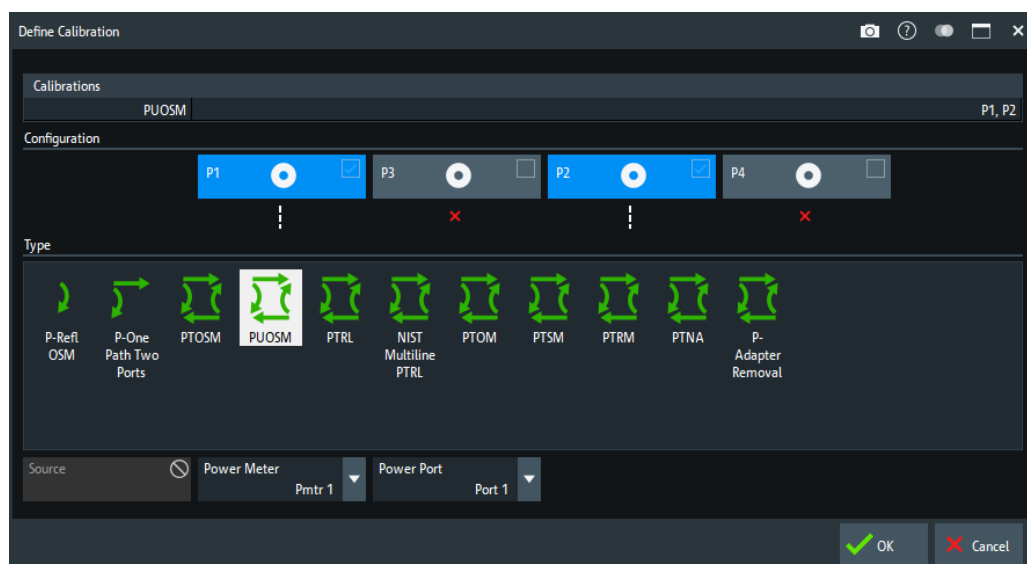 Define Calibration
?
Calibrations
PUOSM P1, P2
Configuration
P1 P3 P2 P4
Type
P-Refl OSM
P-One Path Two Ports
PTOSM
PUOSM
PTRL
NIST Multiline PTRL
PTOM
PTSM
PTRM
PTNA
P-Adapter Removal
Source
Power Meter
Pmtr 1
Power Port
Port 1
OK Cancel